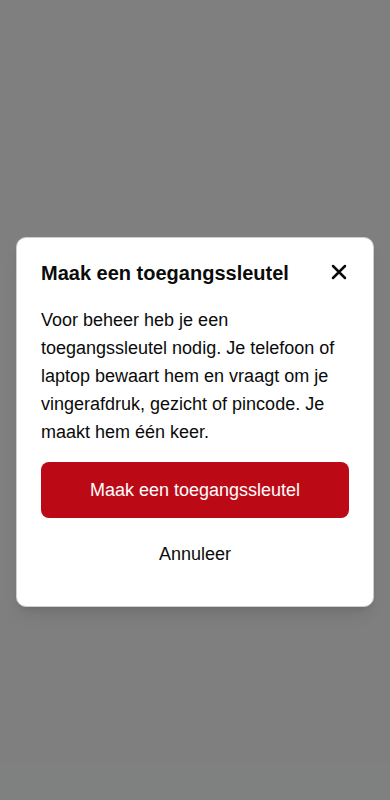 Maak een toegangssleutel
Voor beheer heb je een
toegangssleutel nodig. Je telefoon of
laptop bewaart hem en vraagt om je
vingerafdruk, gezicht of pincode. Je
maakt hem één keer.
Maak een toegangssleutel
Annuleer